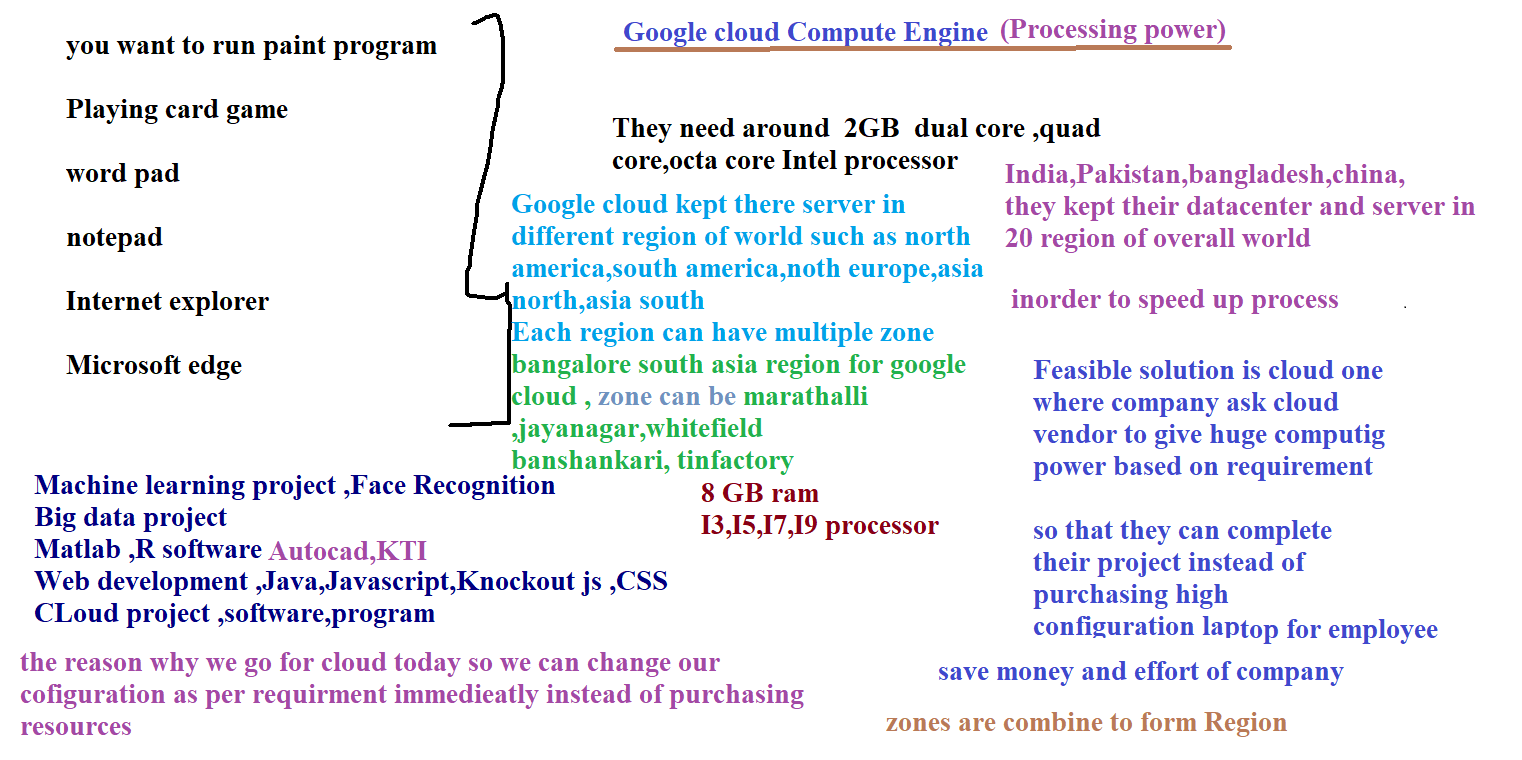 Google cloud Compute Engine (Processing power)
you want to run paint program
Playing card game
word pad
notepad
Internet explorer
Microsoft edge
They need around 2GB dual core ,quad
core,octa core Intel processor
Google cloud kept there server in
different region of world such as north
america,south america,noth europe,asia
north,asia south
Each region can have multiple zone
bangalore south asia region for google
cloud , zone can be marathalli
,jayanagar,whitefield
banshankari, tinfactory
India,Pakistan,bangladesh,china,
they kept their datacenter and server in
20 region of overall world
inorder to speed up process
Feasible solution is cloud one
where company ask cloud
vendor to give huge computig
power based on requirement
so that they can complete
their project instead of
purchasing high
configuration laptop for employee
save money and effort of company
8 GB ram
I3,I5,I7,I9 processor
Machine learning project ,Face Recognition
Big data project
Matlab ,R software Autocad,KTI
Web development ,Java,Javascript,Knockout js ,CSS
CLoud project ,software,program
the reason why we go for cloud today so we can change our
cofiguration as per requirment immedieatly instead of purchasing
resources
zones are combine to form Region